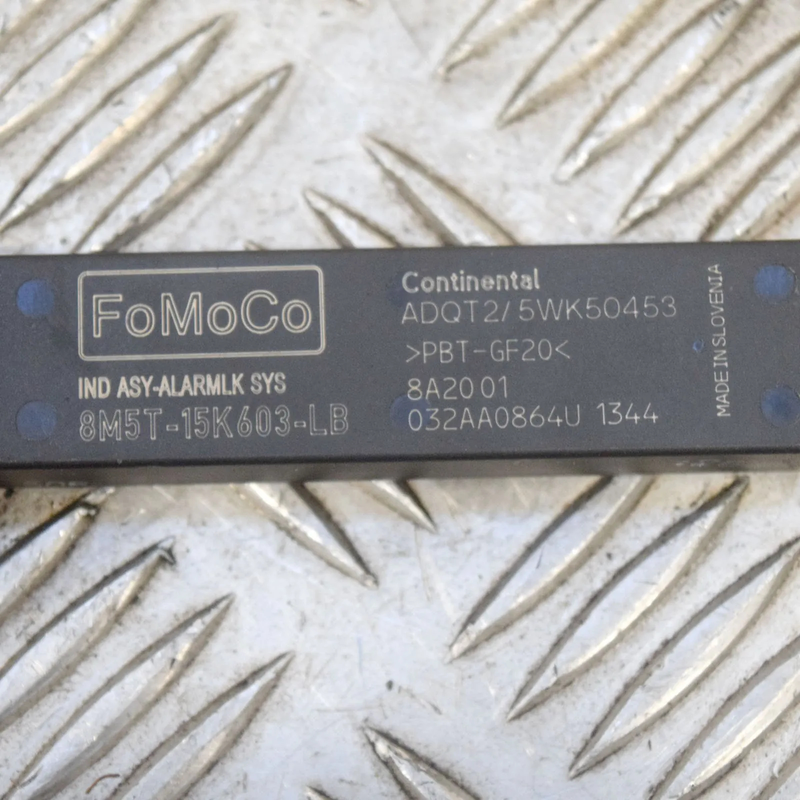 FoMoCo
IND ASY-ALARMLK SYS
8M5T-15K603-LB
Continental
ADQT2/5WK50453
>PBT-GF20<
8A20 01
032AA0864U 1344
MADE IN SLOVENIA